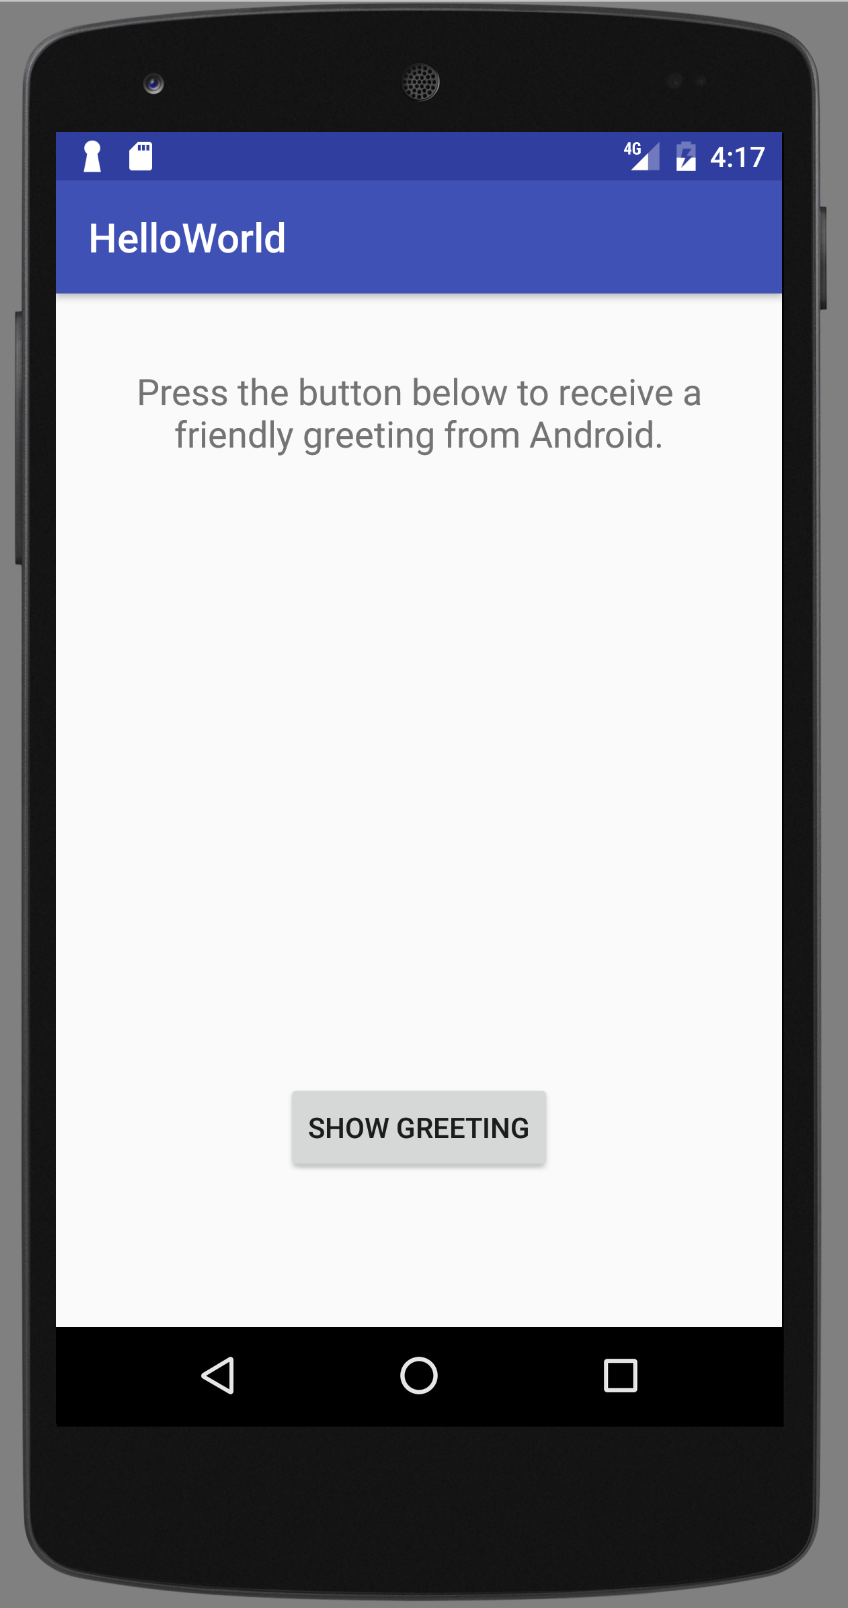 4G 4:17
HelloWorld
Press the button below to receive a
friendly greeting from Android.
SHOW GREETING